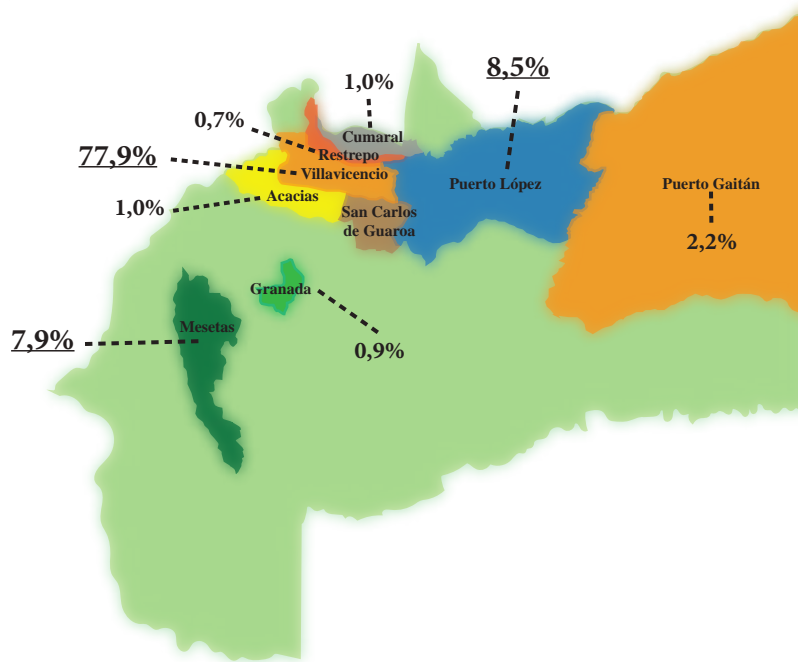 8,5%
1,0%
0,7%
Cumaral
77,9%
Restrepo
Villavicencio
Puerto López
Puerto Gaitán
1,0%
Acacias
San Carlos
de Guaroa
2,2%
Granada
Mesetas
7,9%
0,9%